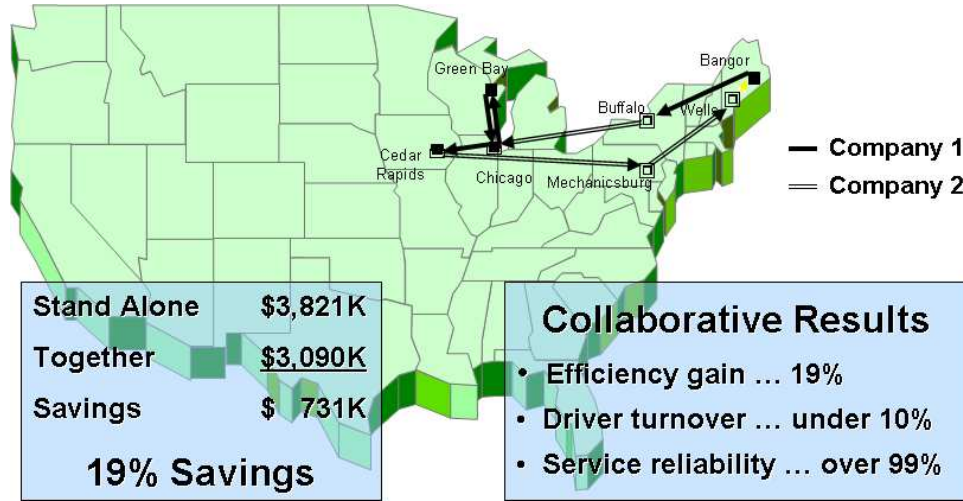 Bangor
Green Bay
Buffalo
Wells
Cedar
Rapids
Chicago
Mechanicsburg
Company 1
Company 2
Stand Alone $3,821K
Together $3,090K
Savings $ 731K
19% Savings
Collaborative Results
• Efficiency gain ... 19%
• Driver turnover ... under 10%
• Service reliability ... over 99%